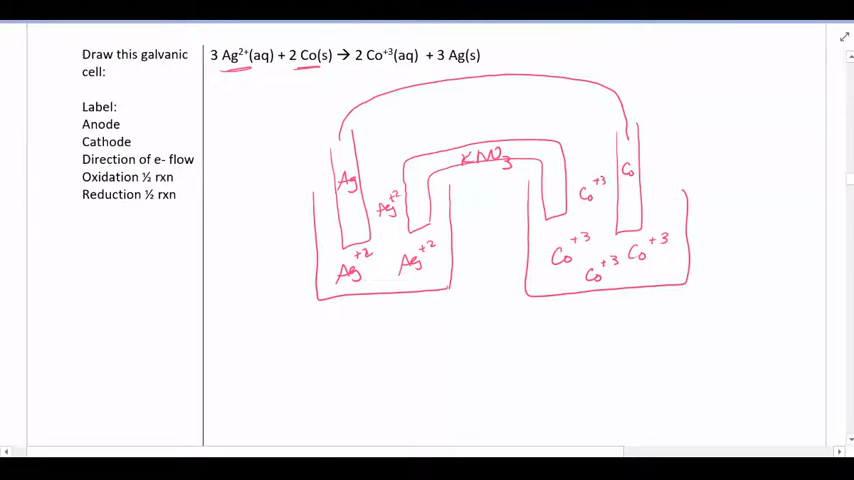 Draw this galvanic
cell:
Label:
Anode
Cathode
Direction of e- flow
Oxidation ½ rxn
Reduction ½ rxn
3 Ag²⁺(aq) + 2 Co(s) → 2 Co⁺³(aq) + 3 Ag(s)
KNO₃
Ag
Ag⁺²
Co⁺³
Co
Ag⁺²
Ag⁺²
Co⁺³
Co⁺³
Co⁺³